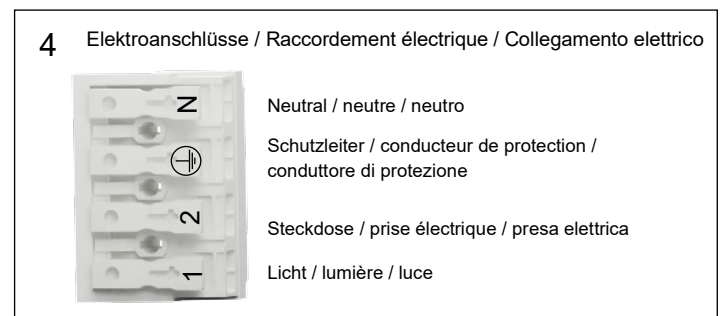 4 Elektroanschlüsse / Raccordement électrique / Collegamento elettrico
N
Neutral / neutre / neutro
Schutzleiter / conducteur de protection /
conduttore di protezione
2
Steckdose / prise électrique / presa elettrica
1
Licht / lumière / luce